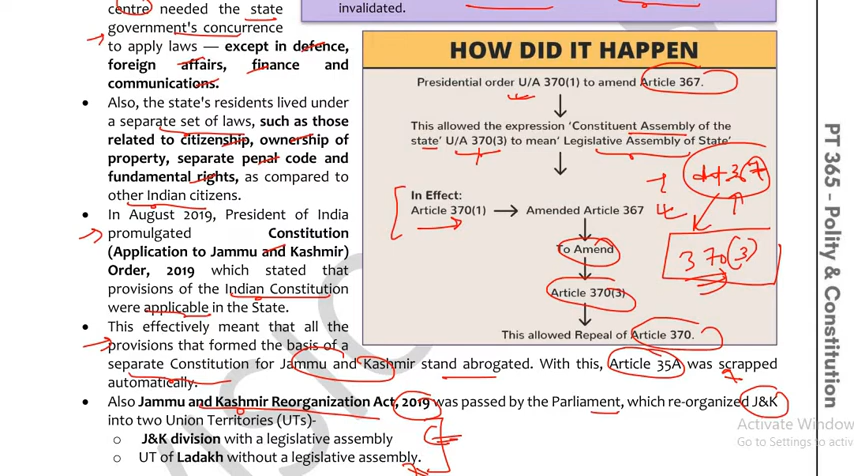 centre needed the state
government's concurrence
to apply laws — except in defence,
foreign affairs, finance and
communications.
• Also, the state's residents lived under
a separate set of laws, such as those
related to citizenship, ownership of
property, separate penal code and
fundamental rights, as compared to
other Indian citizens.
• In August 2019, President of India
promulgated Constitution
(Application to Jammu and Kashmir)
Order, 2019 which stated that
provisions of the Indian Constitution
were applicable in the State.
• This effectively meant that all the
provisions that formed the basis of a
separate Constitution for Jammu and Kashmir stand abrogated. With this, Article 35A was scrapped
automatically.
• Also Jammu and Kashmir Reorganization Act, 2019 was passed by the Parliament, which re-organized J&K
into two Union Territories (UTs)-
o J&K division with a legislative assembly
o UT of Ladakh without a legislative assembly.
invalidated.
HOW DID IT HAPPEN
Presidential order U/A 370(1) to amend Article 367.
This allowed the expression 'Constituent Assembly of the
state' U/A 370(3) to mean 'Legislative Assembly of State'
In Effect:
Article 370(1) → Amended Article 367
To Amend
Article 370(3)
This allowed Repeal of Article 370.
367
370(3)
PT 365 - Polity & Constitution
Activate Window
Go to Settings to activ